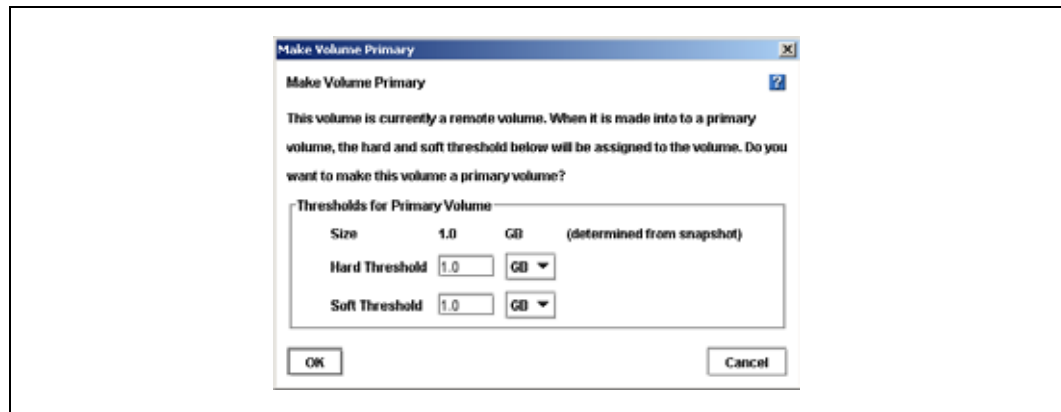 Make Volume Primary
Make Volume Primary
This volume is currently a remote volume. When it is made into to a primary
volume, the hard and soft threshold below will be assigned to the volume. Do you
want to make this volume a primary volume?
Thresholds for Primary Volume
Size 1.0 GB (determined from snapshot)
Hard Threshold 1.0 GB
Soft Threshold 1.0 GB
OK Cancel